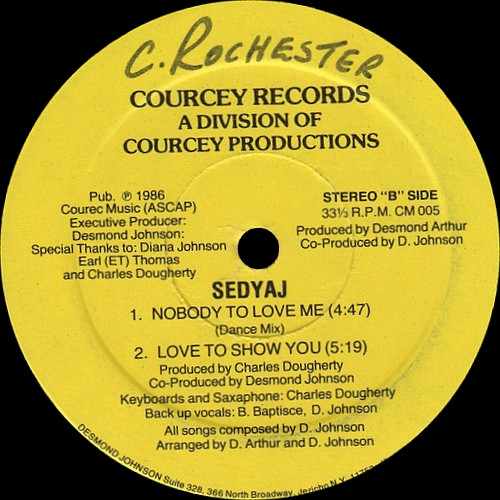 C. ROCHESTER
COURCEY RECORDS
A DIVISION OF
COURCEY PRODUCTIONS
Pub. ℗ 1986
Courec Music (ASCAP)
Executive Producer:
Desmond Johnson:
Special Thanks to: Diana Johnson
Earl (ET) Thomas
and Charles Dougherty
STEREO "B" SIDE
33⅓ R.P.M. CM 005
Produced by Desmond Arthur
Co-Produced by D. Johnson
SEDYAJ
1. NOBODY TO LOVE ME (4:47)
(Dance Mix)
2. LOVE TO SHOW YOU (5:19)
Produced by Charles Dougherty
Co-Produced by Desmond Johnson
Keyboards and Saxophone: Charles Dougherty
Back up vocals: B. Baptisce, D. Johnson
All songs composed by D. Johnson
Arranged by D. Arthur and D. Johnson
DESMOND JOHNSON Suite 328. 366 North Broadway, Jericho N.Y.